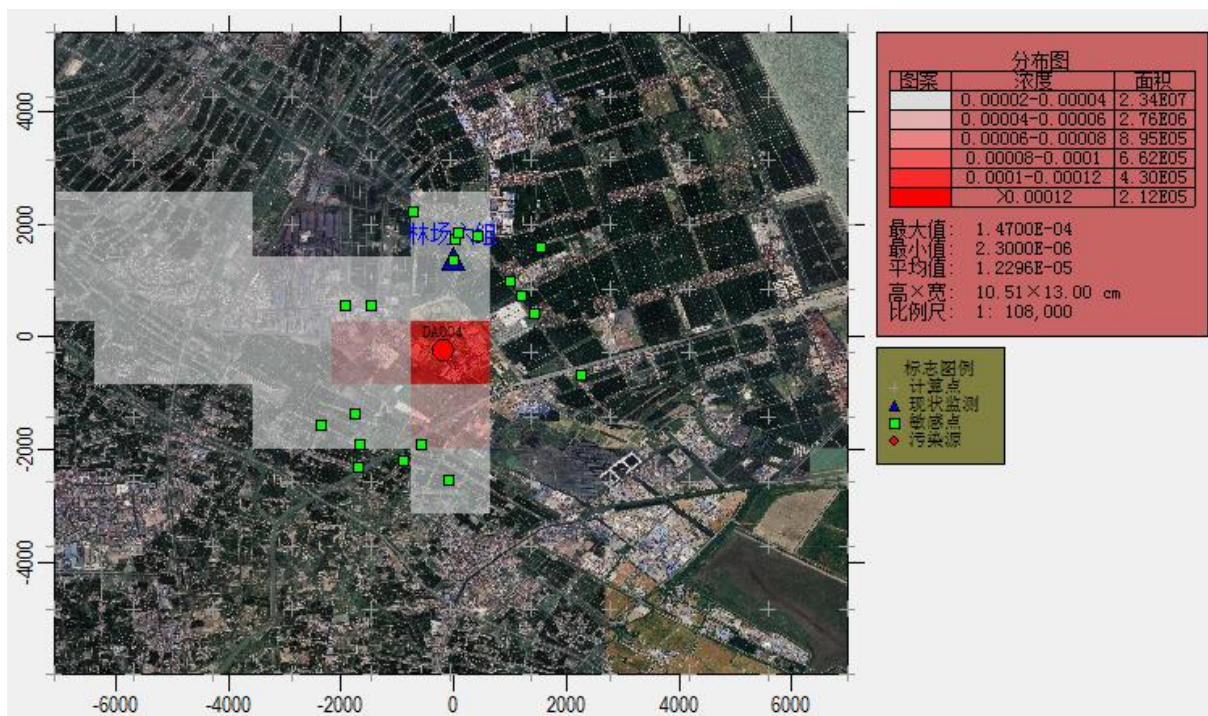 4000
2000
0
-2000
-4000
-6000
-4000
-2000
0
2000
4000
6000
林场六组
DA004
分布图
图案 浓度 面积
0.00002-0.00004 2.34E07
0.00004-0.00006 2.76E06
0.00006-0.00008 8.95E05
0.00008-0.0001 6.62E05
0.0001-0.00012 4.30E05
>0.00012 2.12E05
最大值: 1.4700E-04
最小值: 2.3000E-06
平均值: 1.2296E-05
高×宽: 10.51×13.00 cm
比例尺: 1: 108,000
标志图例
计算点
现状监测
敏感点
污染源